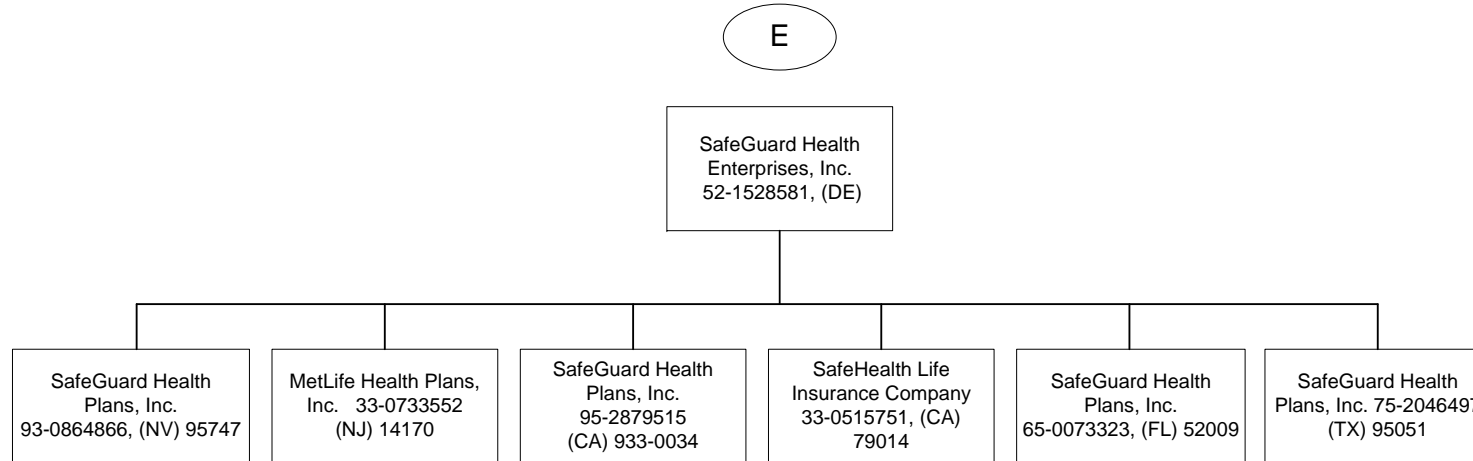 E
SafeGuard Health
Enterprises, Inc.
52-1528581, (DE)
SafeGuard Health
Plans, Inc.
93-0864866, (NV) 95747
MetLife Health Plans,
Inc. 33-0733552
(NJ) 14170
SafeGuard Health
Plans, Inc.
95-2879515
(CA) 933-0034
SafeHealth Life
Insurance Company
33-0515751, (CA)
79014
SafeGuard Health
Plans, Inc.
65-0073323, (FL) 52009
SafeGuard Health
Plans, Inc. 75-2046497
(TX) 95051